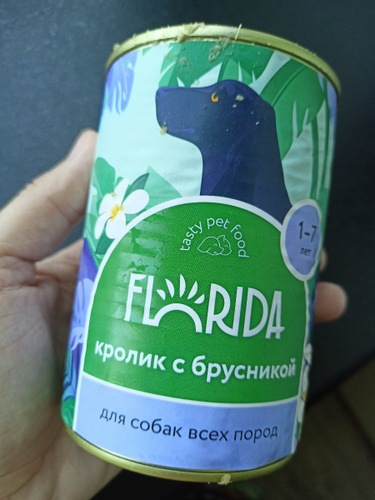 tasty pet food
1–7
лет
FLORIDA
кролик с брусникой
для собак всех пород